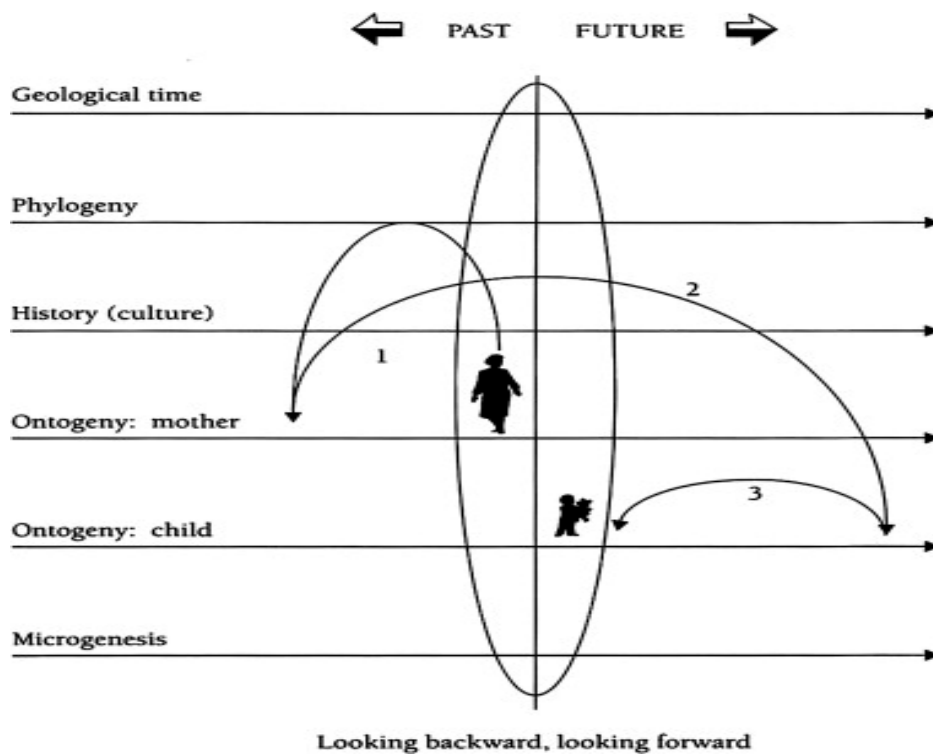 PAST FUTURE
Geological time
Phylogeny
2
History (culture)
1
Ontogeny: mother
3
Ontogeny: child
Microgenesis
Looking backward, looking forward